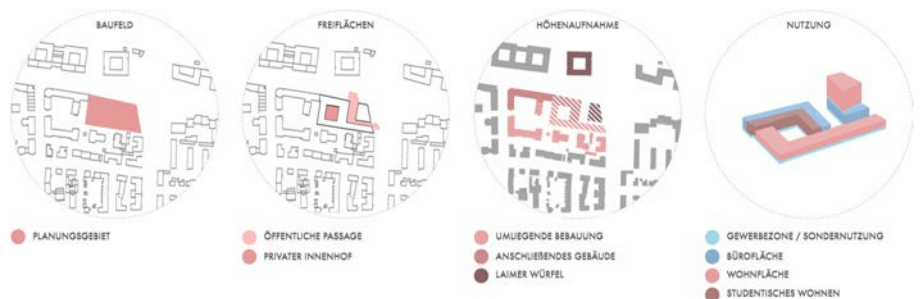 BAUFELD
FREIFLÄCHEN
HÖHENAUFNAHME
NUTZUNG
PLANUNGSGEBIET
ÖFFENTLICHE PASSAGE
PRIVATER INNENHOF
UMLIEGENDE BEBAUUNG
ANSCHLIEßENDES GEBÄUDE
LAIMER WÜRFEL
GEWERBEZONE / SONDERNUTZUNG
BÜROFLÄCHE
WOHNFLÄCHE
STUDENTISCHES WOHNEN